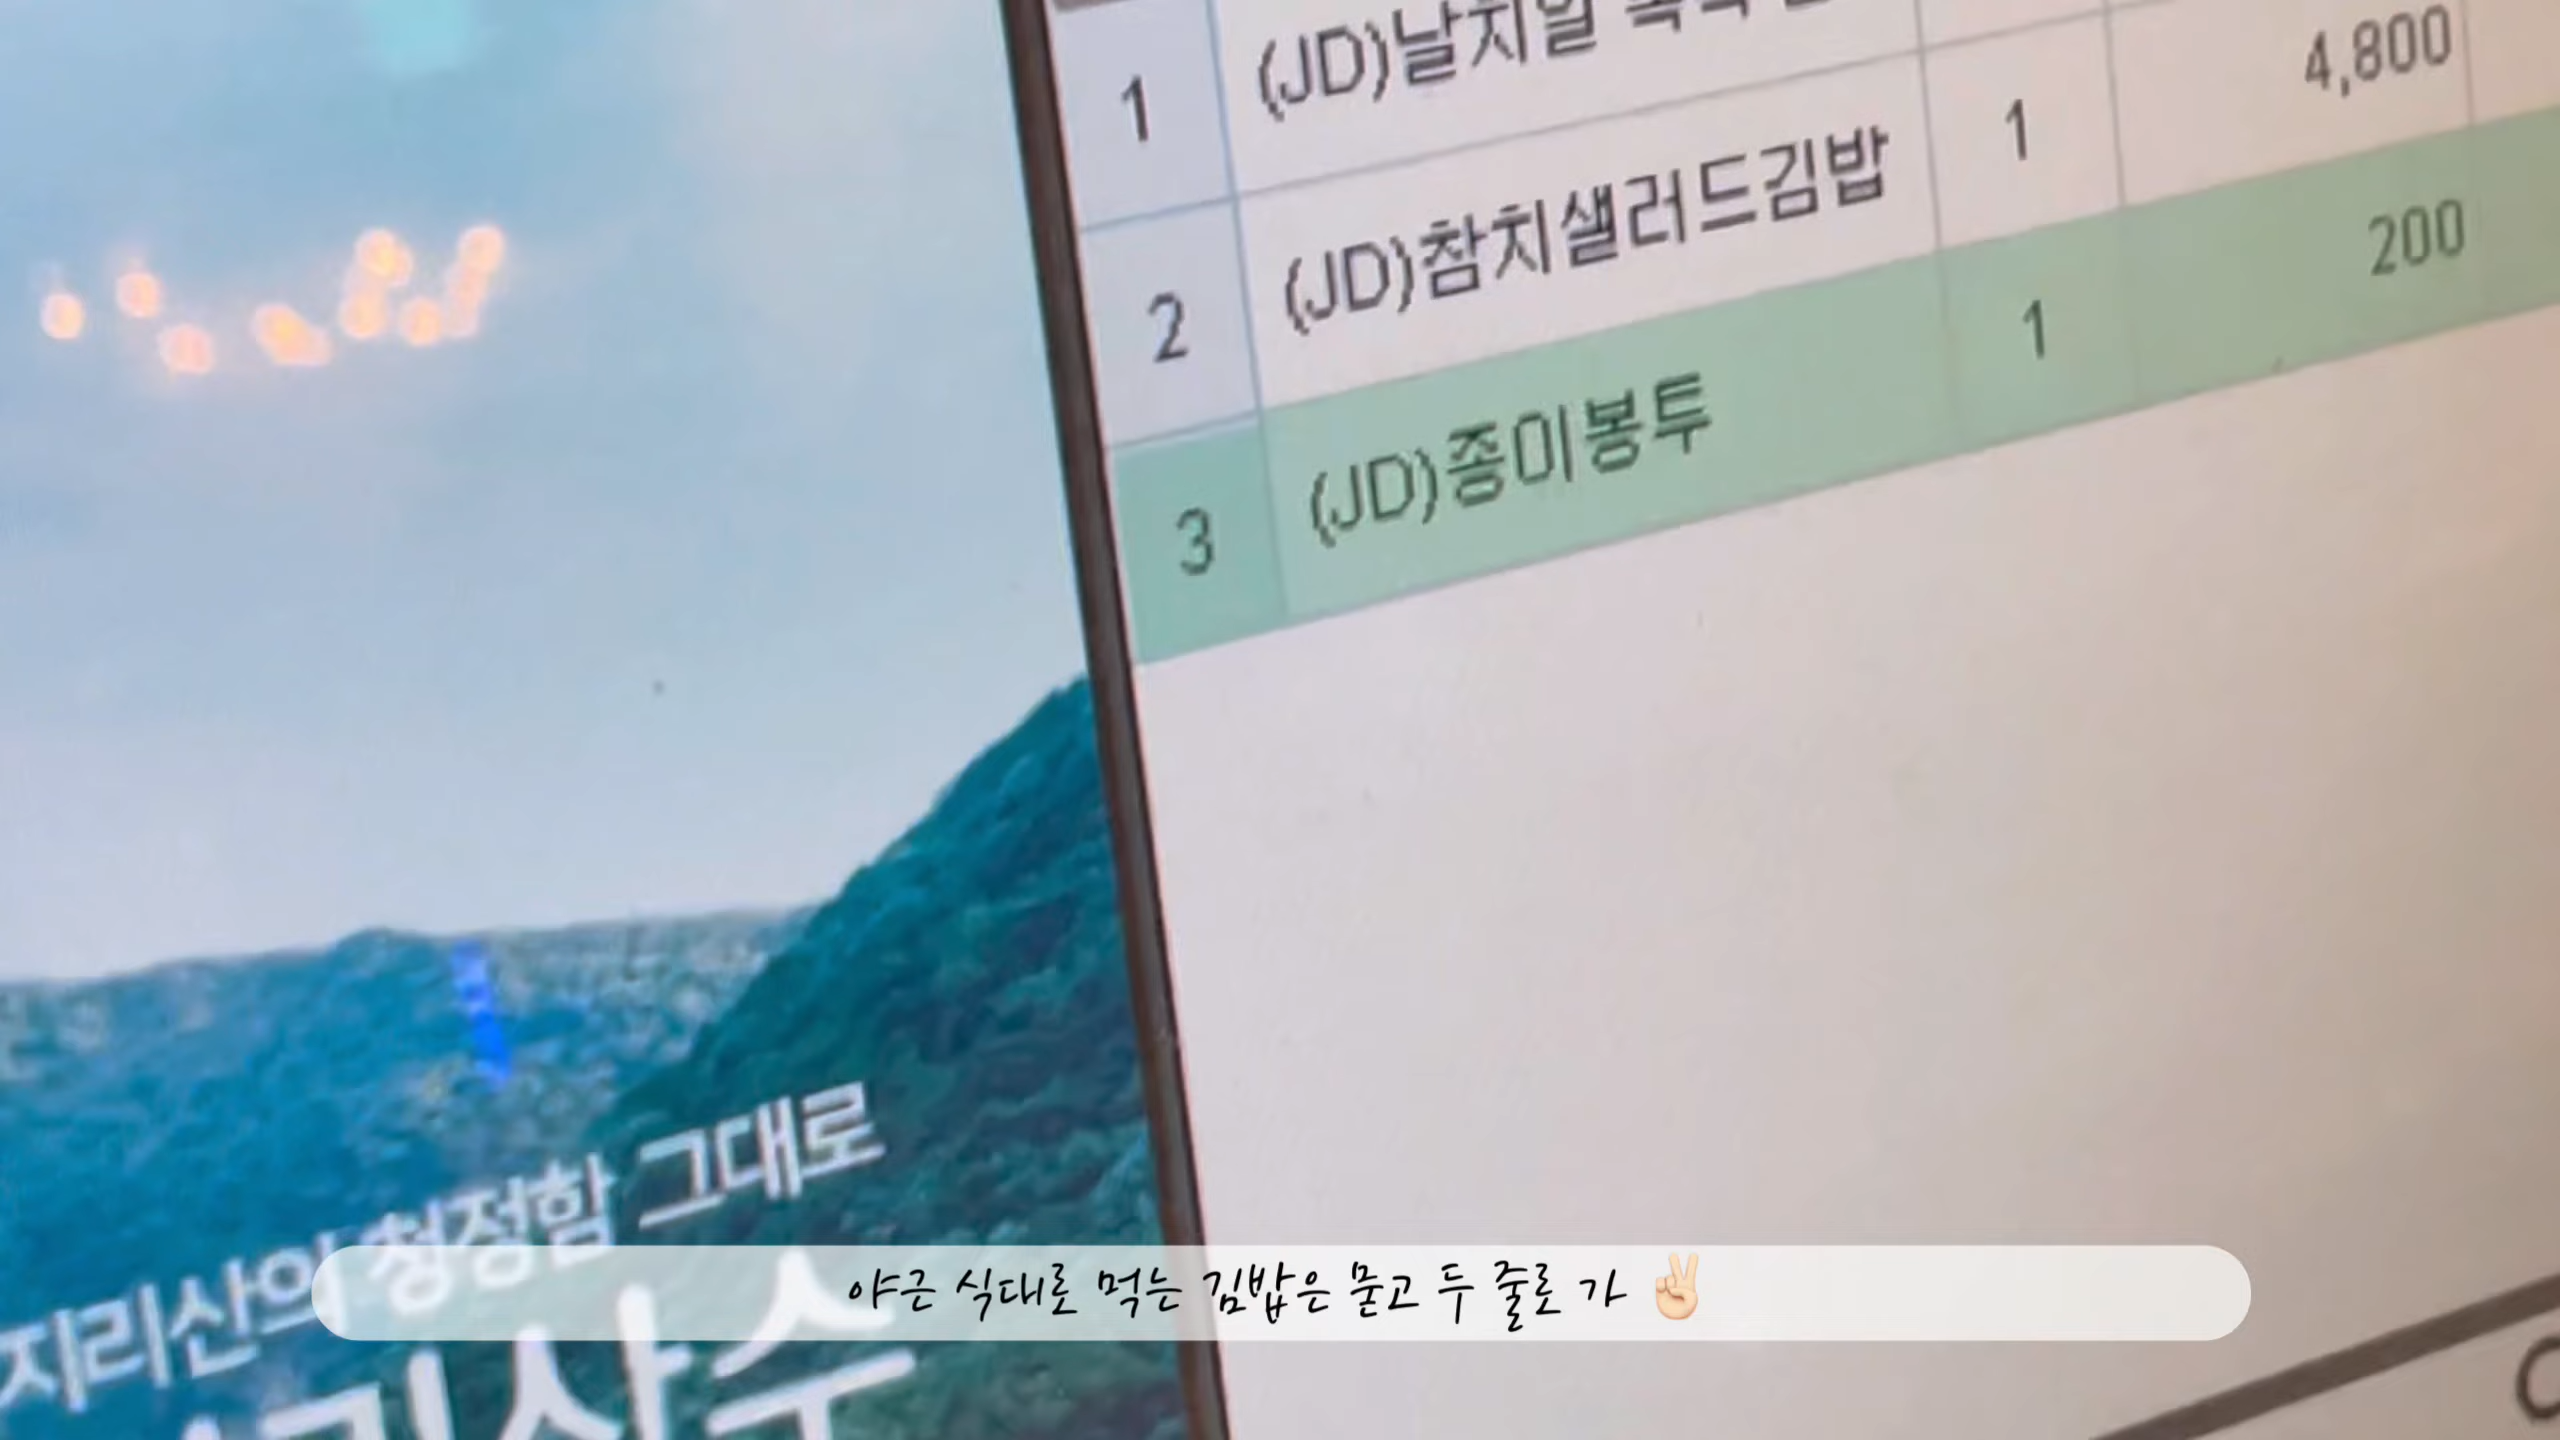 1 (JD)날치알
2 (JD)참치샐러드김밥 1 4,800
3 (JD)종이봉투 1 200
지리산의 청정함 그대로
야근 식대로 먹는 김밥은 묻고 두 줄로 가 ✌🏻